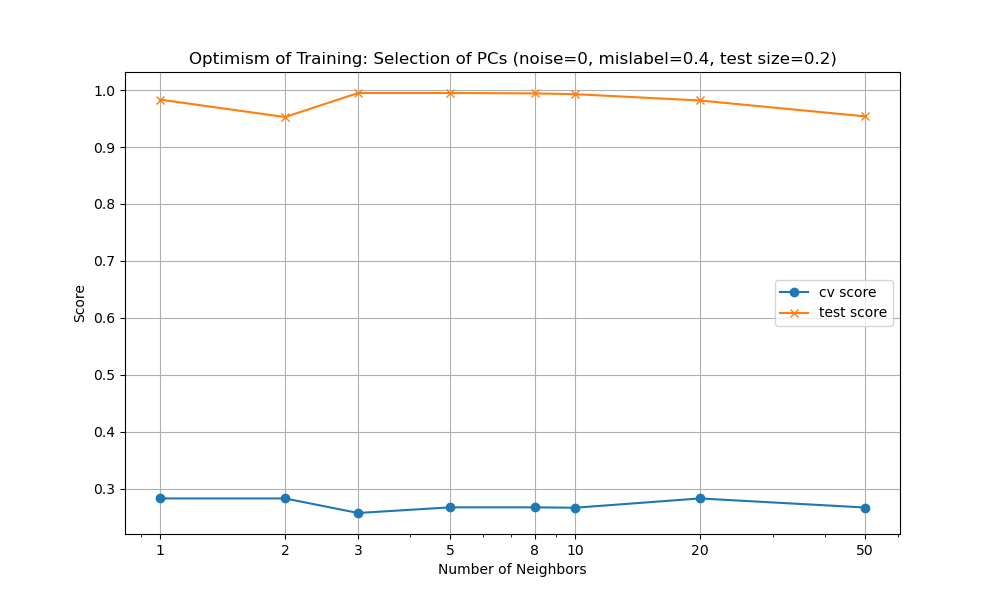 Optimism of Training: Selection of PCs (noise=0, mislabel=0.4, test size=0.2)
Score
1.0
0.9
0.8
0.7
0.6
0.5
0.4
0.3
cv score
test score
1 2 3 5 8 10 20 50
Number of Neighbors